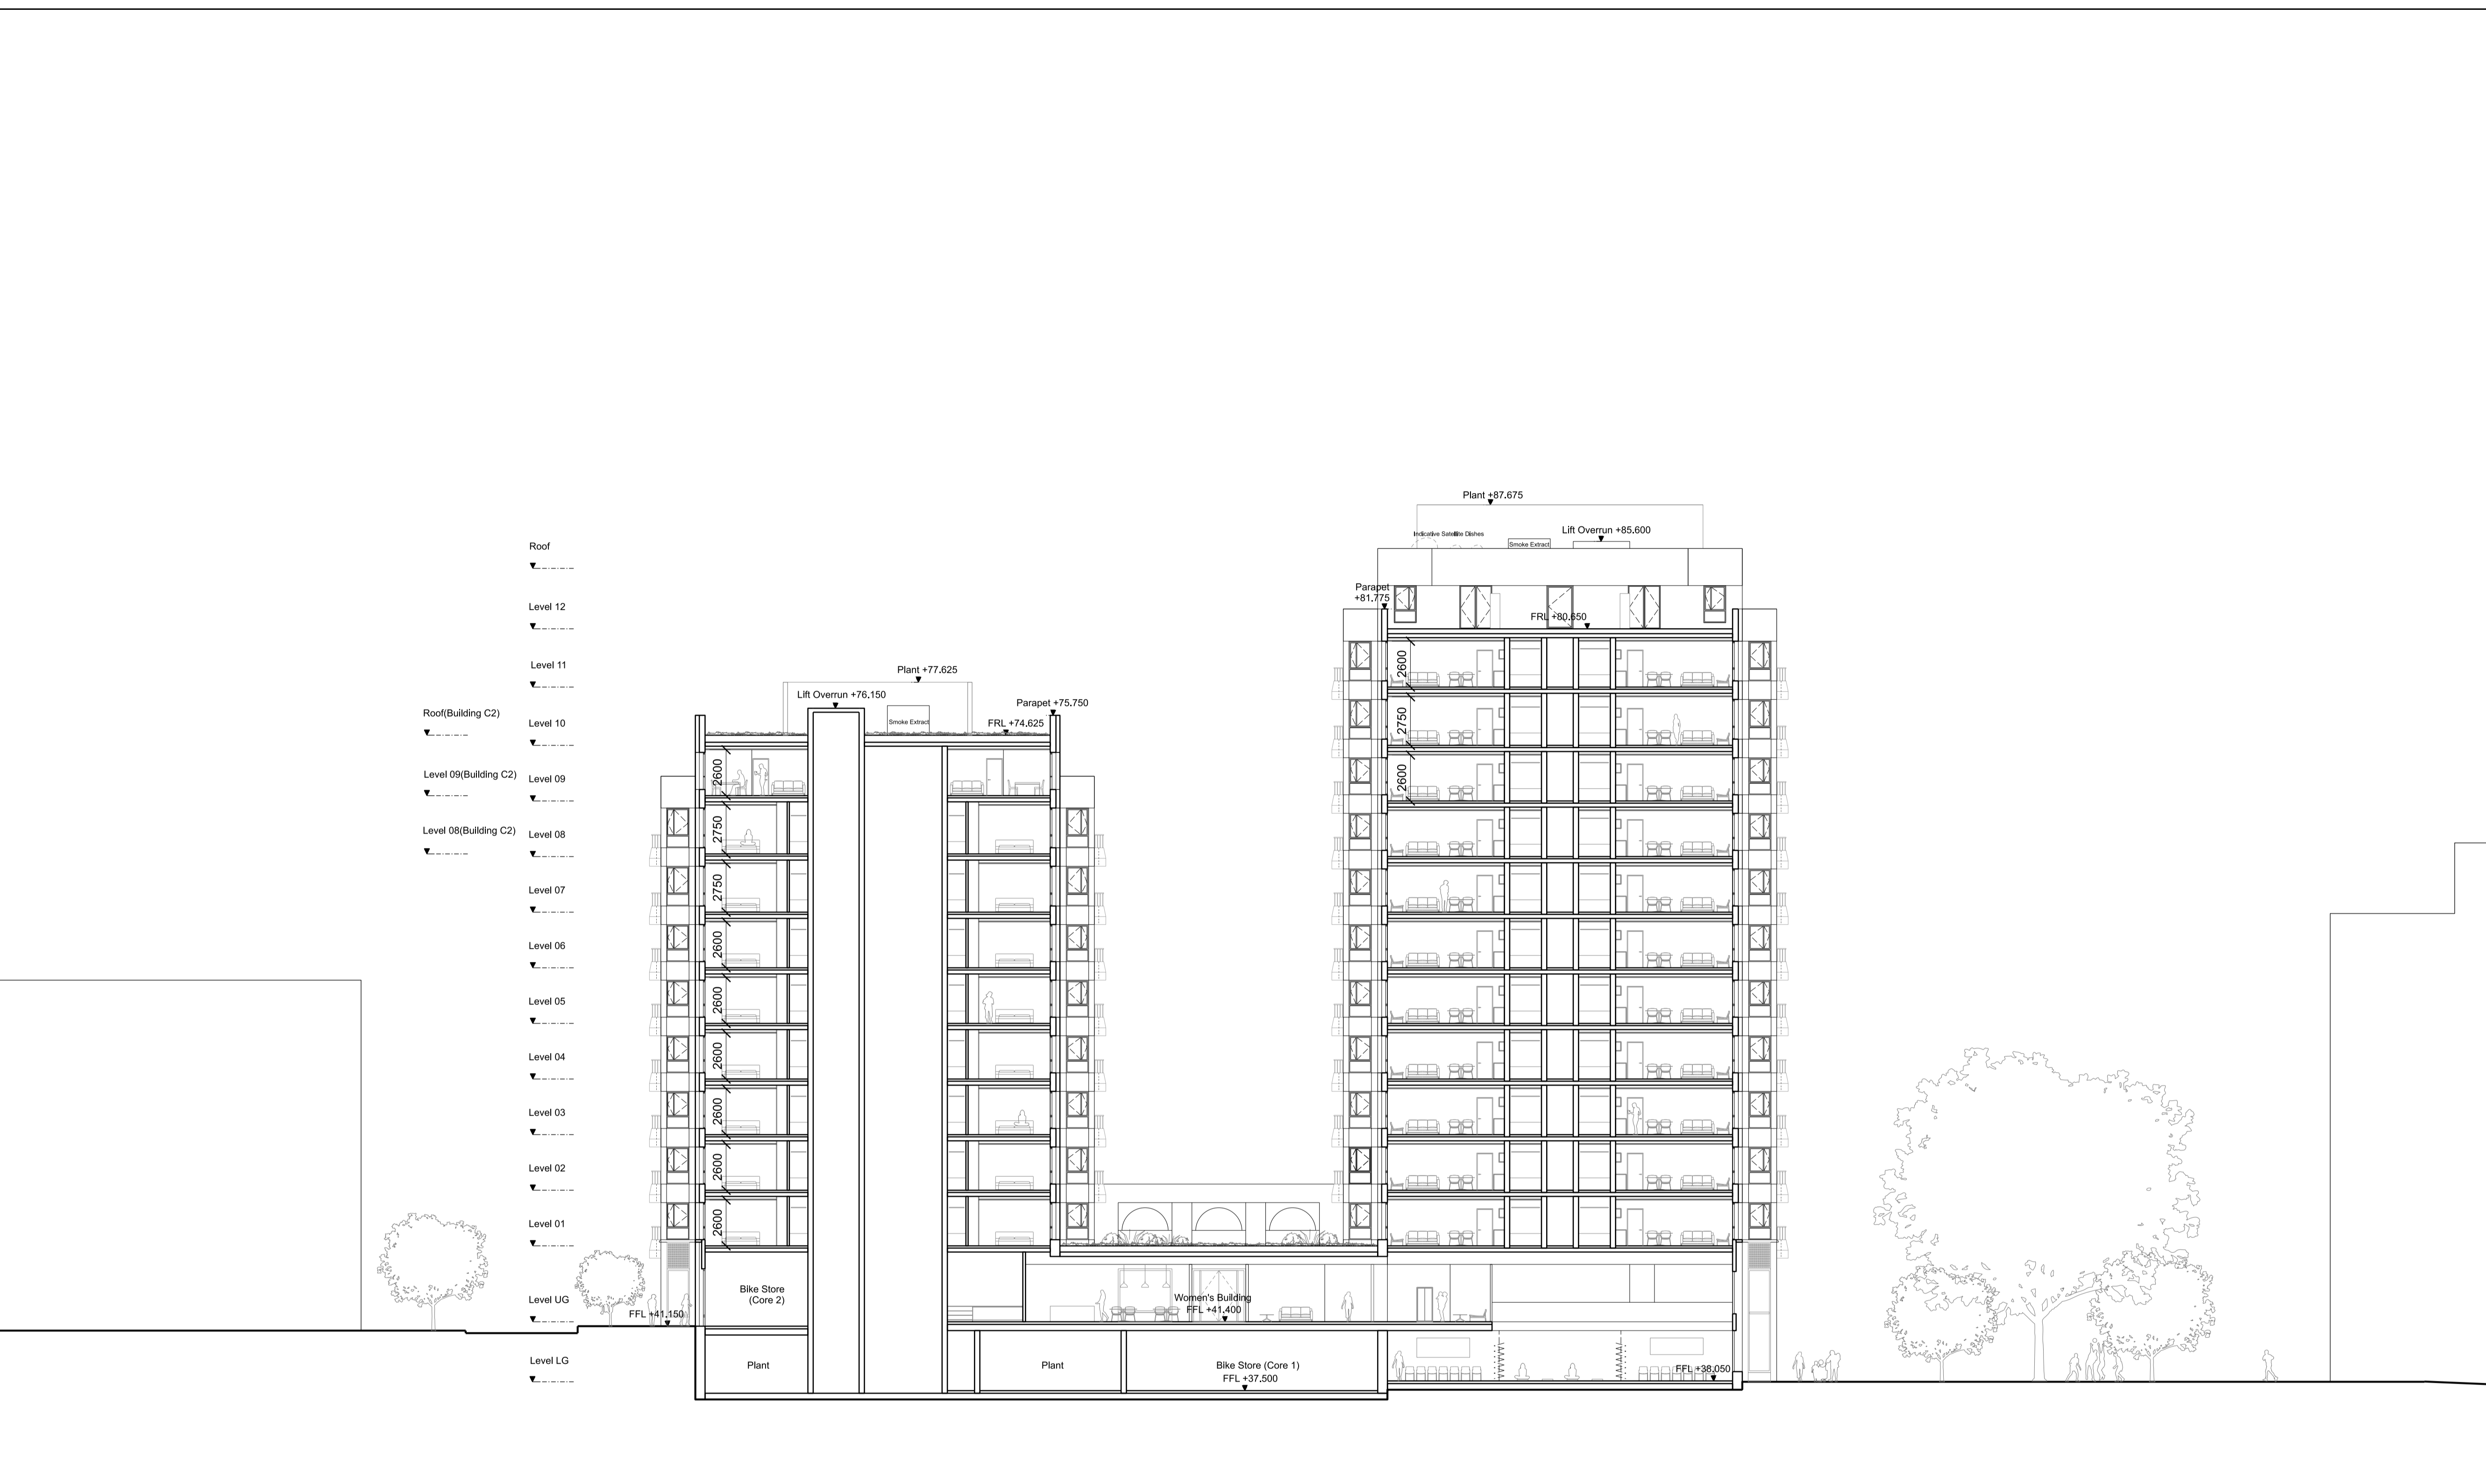 Plant +87.675
Indicative Satellite Dishes
Smoke Extract
Lift Overrun +85.600
Roof
Parapet
+81.775
FRL +80.650
Level 12
Level 11
Level 10
Level 09
Level 08
Level 07
Level 06
Level 05
Level 04
Level 03
Level 02
Level 01
Level UG
Level LG
Roof(Building C2)
Level 09(Building C2)
Level 08(Building C2)
Plant +77.625
Lift Overrun +76.150
Smoke Extract
Parapet +75.750
FRL +74.625
2600
2750
2750
2600
2600
2600
2600
2600
2600
2600
2750
2600
Bike Store
(Core 2)
FFL +41.150
Women's Building
FFL +41.400
Plant
Plant
Bike Store (Core 1)
FFL +37.500
FFL +38.050